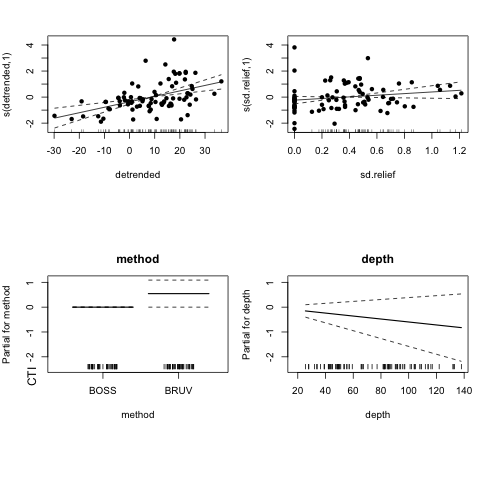 s(detrended,1)
4
2
0
-2
-30 -20 -10 0 10 20 30
detrended
s(sd.relief,1)
4
2
0
-2
0.0 0.2 0.4 0.6 0.8 1.0 1.2
sd.relief
method
Partial for method
1
0
-1
-2
CTI
BOSS BRUV
method
depth
Partial for depth
1
0
-1
-2
20 40 60 80 100 120 140
depth